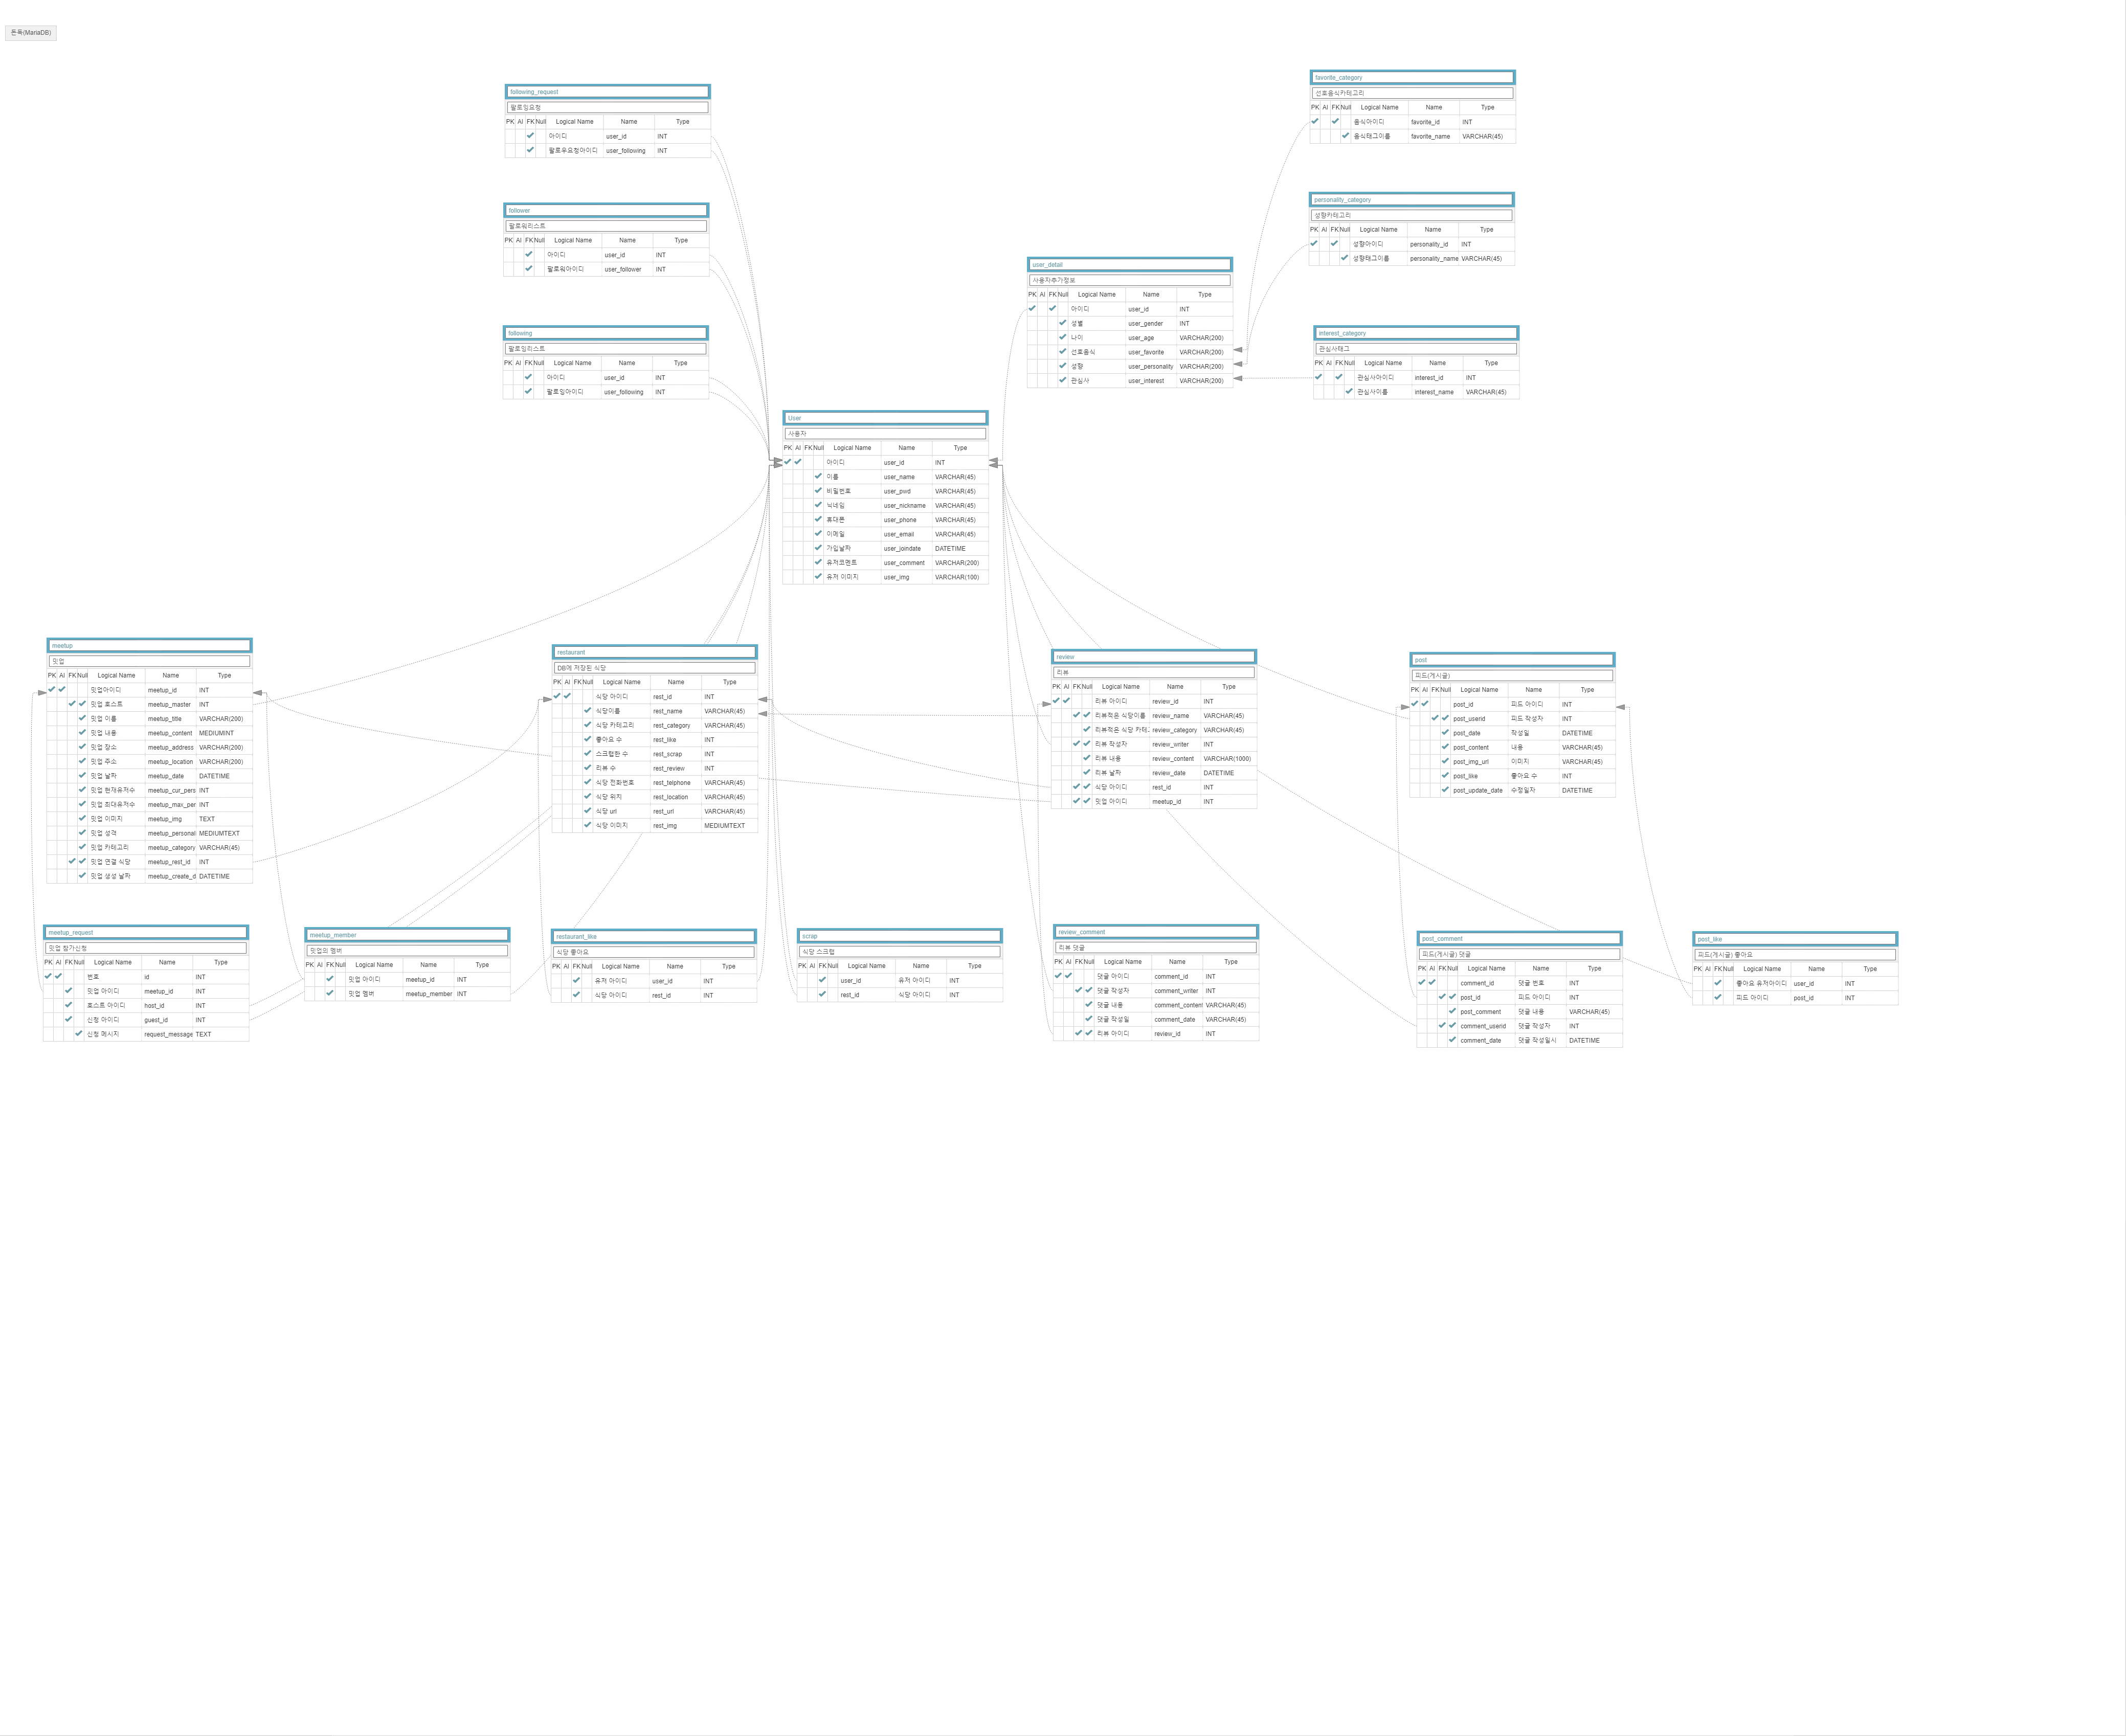 쫀득(MariaDB)
following_request
팔로잉요청
PK AI FK Null Logical Name Name Type
아이디 user_id INT
팔로우요청아이디 user_following INT
follower
팔로워리스트
PK AI FK Null Logical Name Name Type
아이디 user_id INT
팔로워아이디 user_follower INT
following
팔로잉리스트
PK AI FK Null Logical Name Name Type
아이디 user_id INT
팔로잉아이디 user_following INT
favorite_category
선호음식카테고리
PK AI FK Null Logical Name Name Type
음식아이디 favorite_id INT
음식태그이름 favorite_name VARCHAR(45)
personality_category
성향카테고리
PK AI FK Null Logical Name Name Type
성향아이디 personality_id INT
성향태그이름 personality_name VARCHAR(45)
user_detail
사용자추가정보
PK AI FK Null Logical Name Name Type
아이디 user_id INT
성별 user_gender INT
나이 user_age VARCHAR(200)
선호음식 user_favorite VARCHAR(200)
성향 user_personality VARCHAR(200)
관심사 user_interest VARCHAR(200)
interest_category
관심사태그
PK AI FK Null Logical Name Name Type
관심사아이디 interest_id INT
관심사이름 interest_name VARCHAR(45)
User
사용자
PK AI FK Null Logical Name Name Type
아이디 user_id INT
이름 user_name VARCHAR(45)
비밀번호 user_pwd VARCHAR(45)
닉네임 user_nickname VARCHAR(45)
휴대폰 user_phone VARCHAR(45)
이메일 user_email VARCHAR(45)
가입날짜 user_joindate DATETIME
유저코멘트 user_comment VARCHAR(200)
유저 이미지 user_img VARCHAR(100)
meetup
밋업
PK AI FK Null Logical Name Name Type
밋업아이디 meetup_id INT
밋업 호스트 meetup_master INT
밋업 이름 meetup_title VARCHAR(200)
밋업 내용 meetup_content MEDIUMINT
밋업 장소 meetup_address VARCHAR(200)
밋업 주소 meetup_location VARCHAR(200)
밋업 날짜 meetup_date DATETIME
밋업 현재유저수 meetup_cur_pers INT
밋업 최대유저수 meetup_max_per INT
밋업 이미지 meetup_img TEXT
밋업 성격 meetup_personal MEDIUMTEXT
밋업 카테고리 meetup_category VARCHAR(45)
밋업 연결 식당 meetup_rest_id INT
밋업 생성 날짜 meetup_create_d DATETIME
restaurant
DB에 저장된 식당
PK AI FK Null Logical Name Name Type
식당 아이디 rest_id INT
식당이름 rest_name VARCHAR(45)
식당 카테고리 rest_category VARCHAR(45)
좋아요 수 rest_like INT
스크랩한 수 rest_scrap INT
리뷰 수 rest_review INT
식당 전화번호 rest_telphone VARCHAR(45)
식당 위치 rest_location VARCHAR(45)
식당 url rest_url VARCHAR(45)
식당 이미지 rest_img MEDIUMTEXT
review
리뷰
PK AI FK Null Logical Name Name Type
리뷰 아이디 review_id INT
리뷰적은 식당이름 review_name VARCHAR(45)
리뷰적은 식당 카테.. review_category VARCHAR(45)
리뷰 작성자 review_writer INT
리뷰 내용 review_content VARCHAR(1000)
리뷰 날짜 review_date DATETIME
식당 아이디 rest_id INT
밋업 아이디 meetup_id INT
post
피드(게시글)
PK AI FK Null Logical Name Name Type
post_id 피드 아이디 INT
post_userid 피드 작성자 INT
post_date 작성일 DATETIME
post_content 내용 VARCHAR(45)
post_img_url 이미지 VARCHAR(45)
post_like 좋아요 수 INT
post_update_date 수정일자 DATETIME
meetup_request
밋업 참가신청
PK AI FK Null Logical Name Name Type
번호 id INT
밋업 아이디 meetup_id INT
호스트 아이디 host_id INT
신청 아이디 guest_id INT
신청 메시지 request_message TEXT
meetup_member
밋업의 멤버
PK AI FK Null Logical Name Name Type
밋업 아이디 meetup_id INT
밋업 멤버 meetup_member INT
restaurant_like
식당 좋아요
PK AI FK Null Logical Name Name Type
유저 아이디 user_id INT
식당 아이디 rest_id INT
scrap
식당 스크랩
PK AI FK Null Logical Name Name Type
user_id 유저 아이디 INT
rest_id 식당 아이디 INT
review_comment
리뷰 댓글
PK AI FK Null Logical Name Name Type
댓글 아이디 comment_id INT
댓글 작성자 comment_writer INT
댓글 내용 comment_content VARCHAR(45)
댓글 작성일 comment_date VARCHAR(45)
리뷰 아이디 review_id INT
post_comment
피드(게시글) 댓글
PK AI FK Null Logical Name Name Type
comment_id 댓글 번호 INT
post_id 피드 아이디 INT
post_comment 댓글 내용 VARCHAR(45)
comment_userid 댓글 작성자 INT
comment_date 댓글 작성일시 DATETIME
post_like
피드(게시글) 좋아요
PK AI FK Null Logical Name Name Type
좋아요 유저아이디 user_id INT
피드 아이디 post_id INT